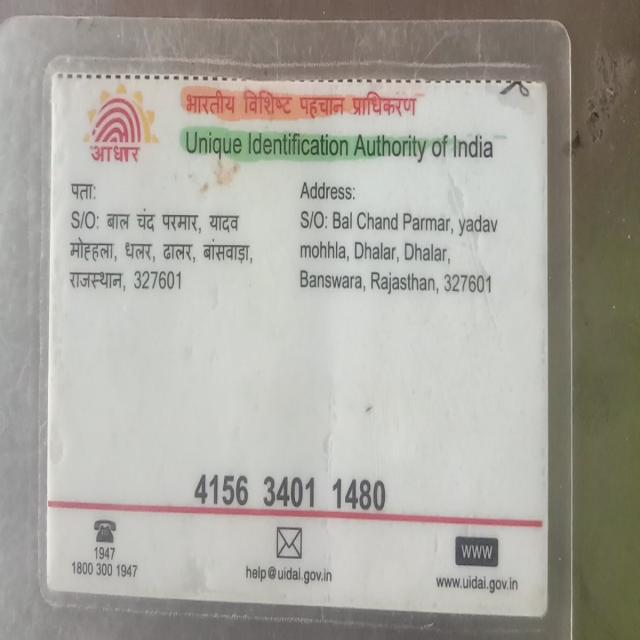 भारतीय विशिष्ट पहचान प्राधिकरण
Unique Identification Authority of India
आधार
पता:
S/O: बाल चंद परमार, यादव
मोहहला, धलर, ढालर, बांसवाड़ा,
राजस्थान, 327601
Address:
S/O: Bal Chand Parmar, yadav
mohhla, Dhalar, Dhalar,
Banswara, Rajasthan, 327601
4156 3401 1480
1947
1800 300 1947
help@uidai.gov.in
www
www.uidai.gov.in